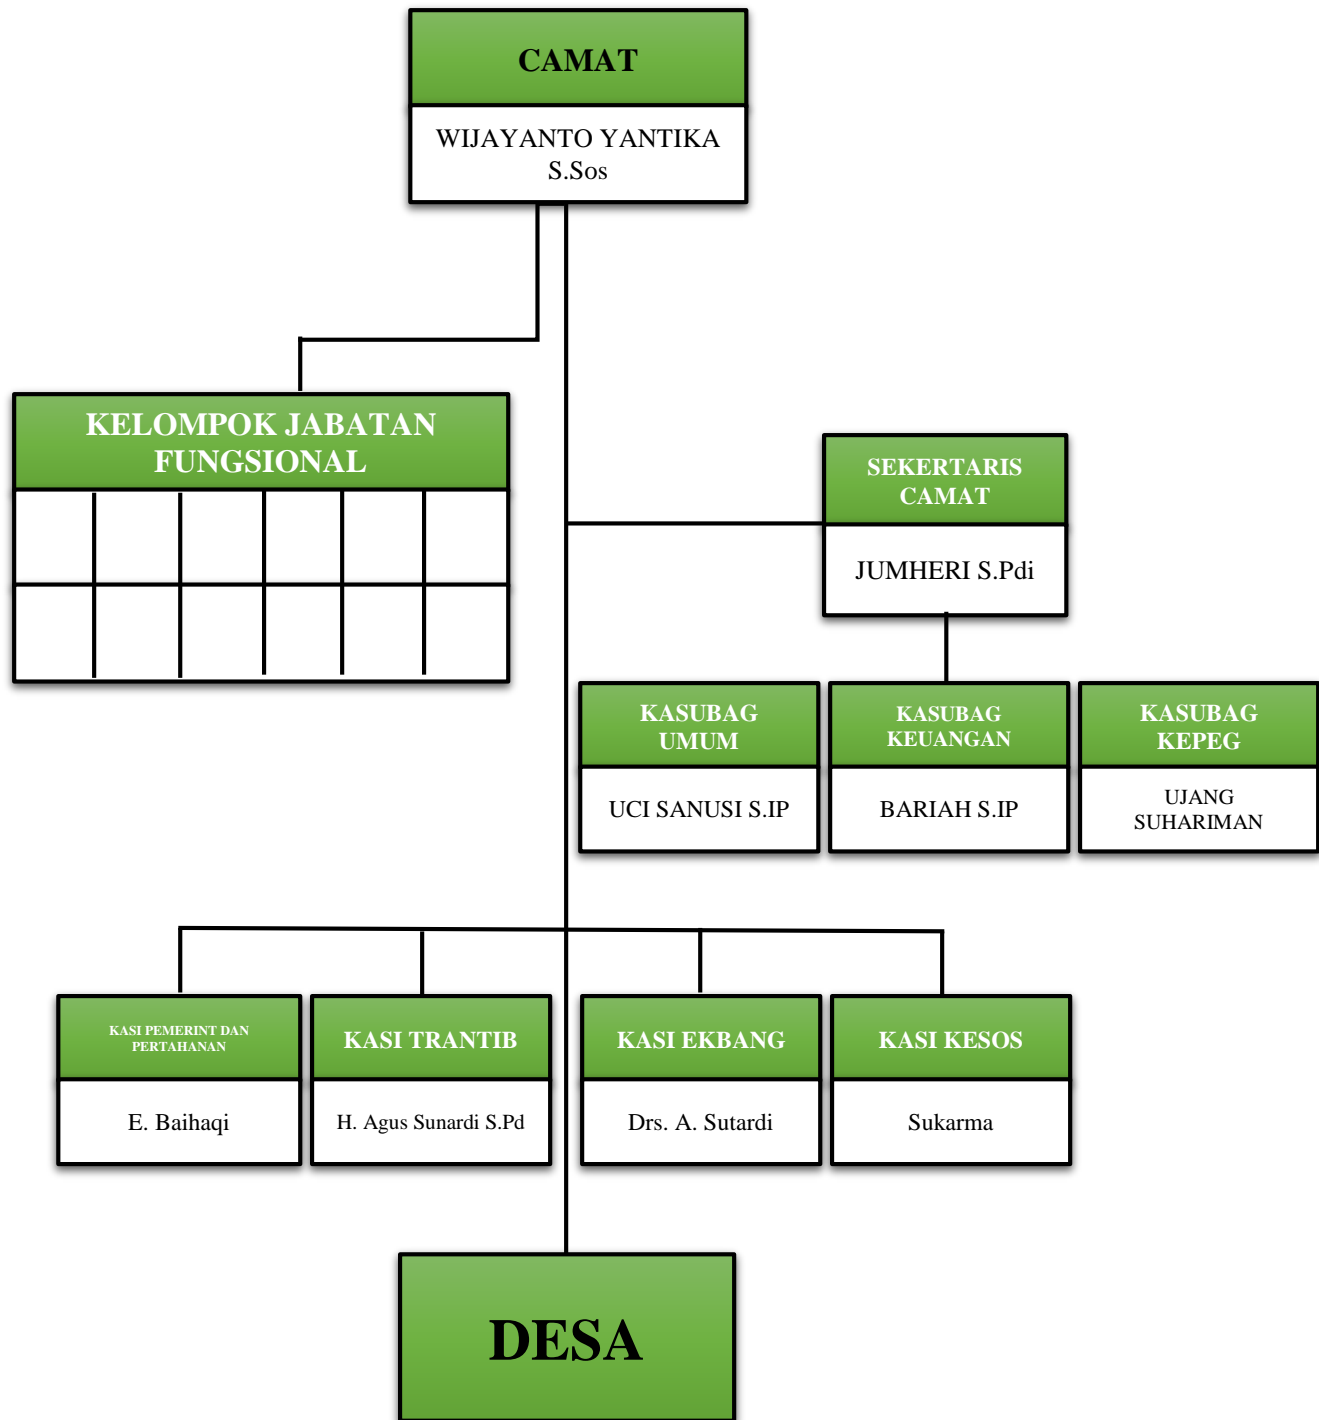 CAMAT
WIJAYANTO YANTIKA
S.Sos
KELOMPOK JABATAN
FUNGSIONAL
SEKERTARIS
CAMAT
JUMHERI S.Pdi
KASUBAG
UMUM
UCI SANUSI S.IP
KASUBAG
KEUANGAN
BARIAH S.IP
KASUBAG
KEPEG
UJANG
SUHARIMAN
KASI PEMERINT DAN
PERTAHANAN
E. Baihaqi
KASI TRANTIB
H. Agus Sunardi S.Pd
KASI EKBANG
Drs. A. Sutardi
KASI KESOS
Sukarma
DESA